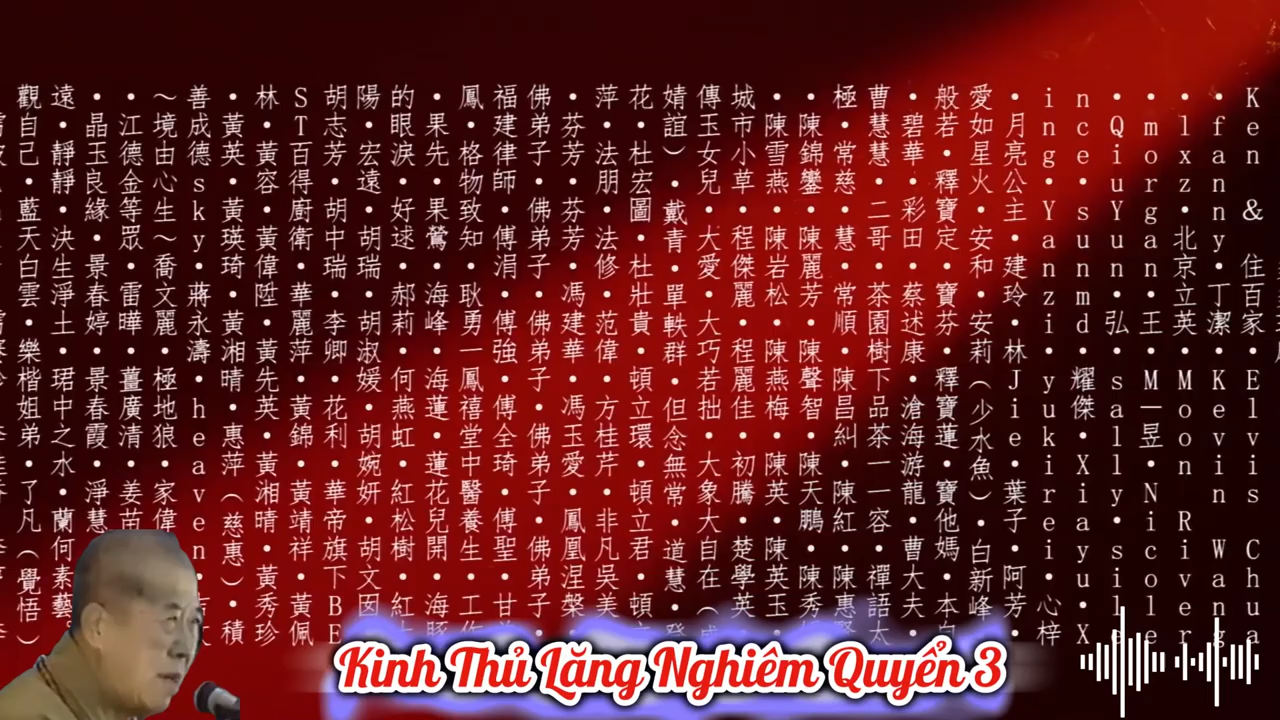 Ken & 住百家・Elvis Chua
・fanny・丁潔・Kevin Wang
・lxz・北京立英・Moon River
・morgan・王・M一昱・Nicole
・QiuYun・弘・sally・sile
nce・sunmd・耀傑・Xiayu・X
ing・Yanzi・yukirei・心梓
・月亮公主・建玲・林Jie・葉子・阿芳・
愛如星火・安和・安莉（少水魚）・白新峰・
般若・釋寶定・寶芬・釋寶蓮・寶他媽・本白
・碧華・彩田・蔡述康・滄海游龍・曹大夫・
曹慧慧・二哥・茶園樹下品茶一一容・禪語太
極・常慈・慧・常順・陳昌糾・陳紅・陳惠
・陳錦鑾・陳麗芳・陳聲智・陳天鵬・陳秀
・陳雪燕・陳岩松・陳燕梅・陳英・陳英玉・
城市小草・程傑麗・程麗佳・初騰・楚學英・
傳玉女兒・大愛・大巧若拙・大象大自在（
婧誼）・戴青・單軼群・但念無常・道慧・
花・杜宏圖・杜壯貴・頓立環・頓立君・頓
萍・法朋・法修・范偉・方桂芹・非凡吳美
・芬芳・芬芳・馮建華・馮玉愛・鳳凰涅槃・
佛弟子・佛弟子・佛弟子・佛弟子・佛弟子・
福建律師・傅涓・傅強・傅全琦・傅聖・甘
鳳・格物致知・耿勇一鳳禧堂中醫養生・工
・果先・果鶯・海峰・海蓮・蓮花兒開・海豚
的眼淚・好逑・郝莉・何燕虹・紅松樹・紅
陽・宏遠・胡瑞・胡淑媛・胡婉妍・胡文因
胡志芳・胡中瑞・李卿・花利・華帝旗下BE
ST百得廚衛・華麗萍・黃錦・黃靖祥・黃佩
林・黃容・黃偉陞・黃先英・黃湘晴・黃秀珍
・黃英・黃瑛琦・黃湘晴・惠萍（慈惠）・積
善成德sky・蔣永濤・heaven・
～境由心生～喬文麗・極地狼・家偉
・江德金等眾・雷曄・薑廣清・姜苗
・晶玉良緣・景春婷・景春霞・淨慧
遠・靜靜・決生淨土・珺中之水・蘭何素藝
觀自己・藍天白雲・樂楷姐弟・了凡（覺悟）
Kinh Thủ Lăng Nghiêm Quyển 3